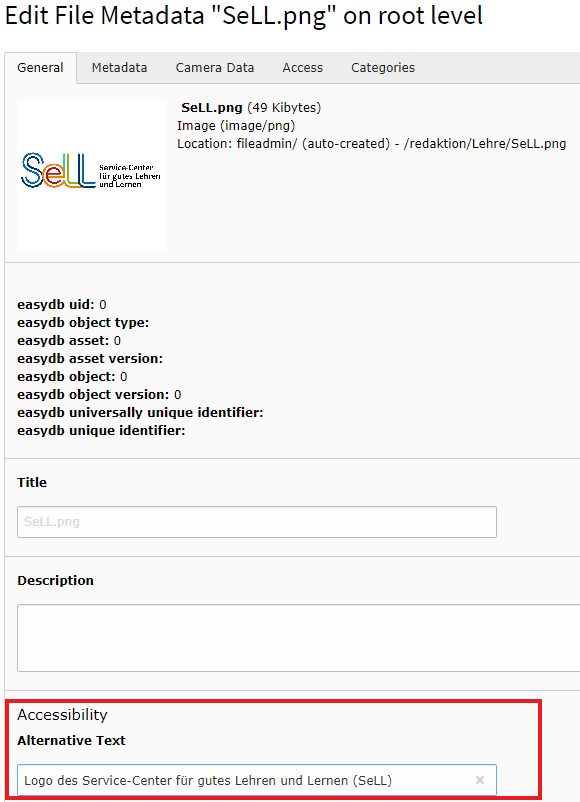 Edit File Metadata "SeLL.png" on root level
General Metadata Camera Data Access Categories
SeLL
Service-Center
für gutes Lehren
und Lernen
SeLL.png (49 Kibytes)
Image (image/png)
Location: fileadmin/ (auto-created) - /redaktion/Lehre/SeLL.png
easydb uid: 0
easydb object type:
easydb asset: 0
easydb asset version:
easydb object: 0
easydb object version: 0
easydb universally unique identifier:
easydb unique identifier:
Title
SeLL.png
Description
Accessibility
Alternative Text
Logo des Service-Center für gutes Lehren und Lernen (SeLL)